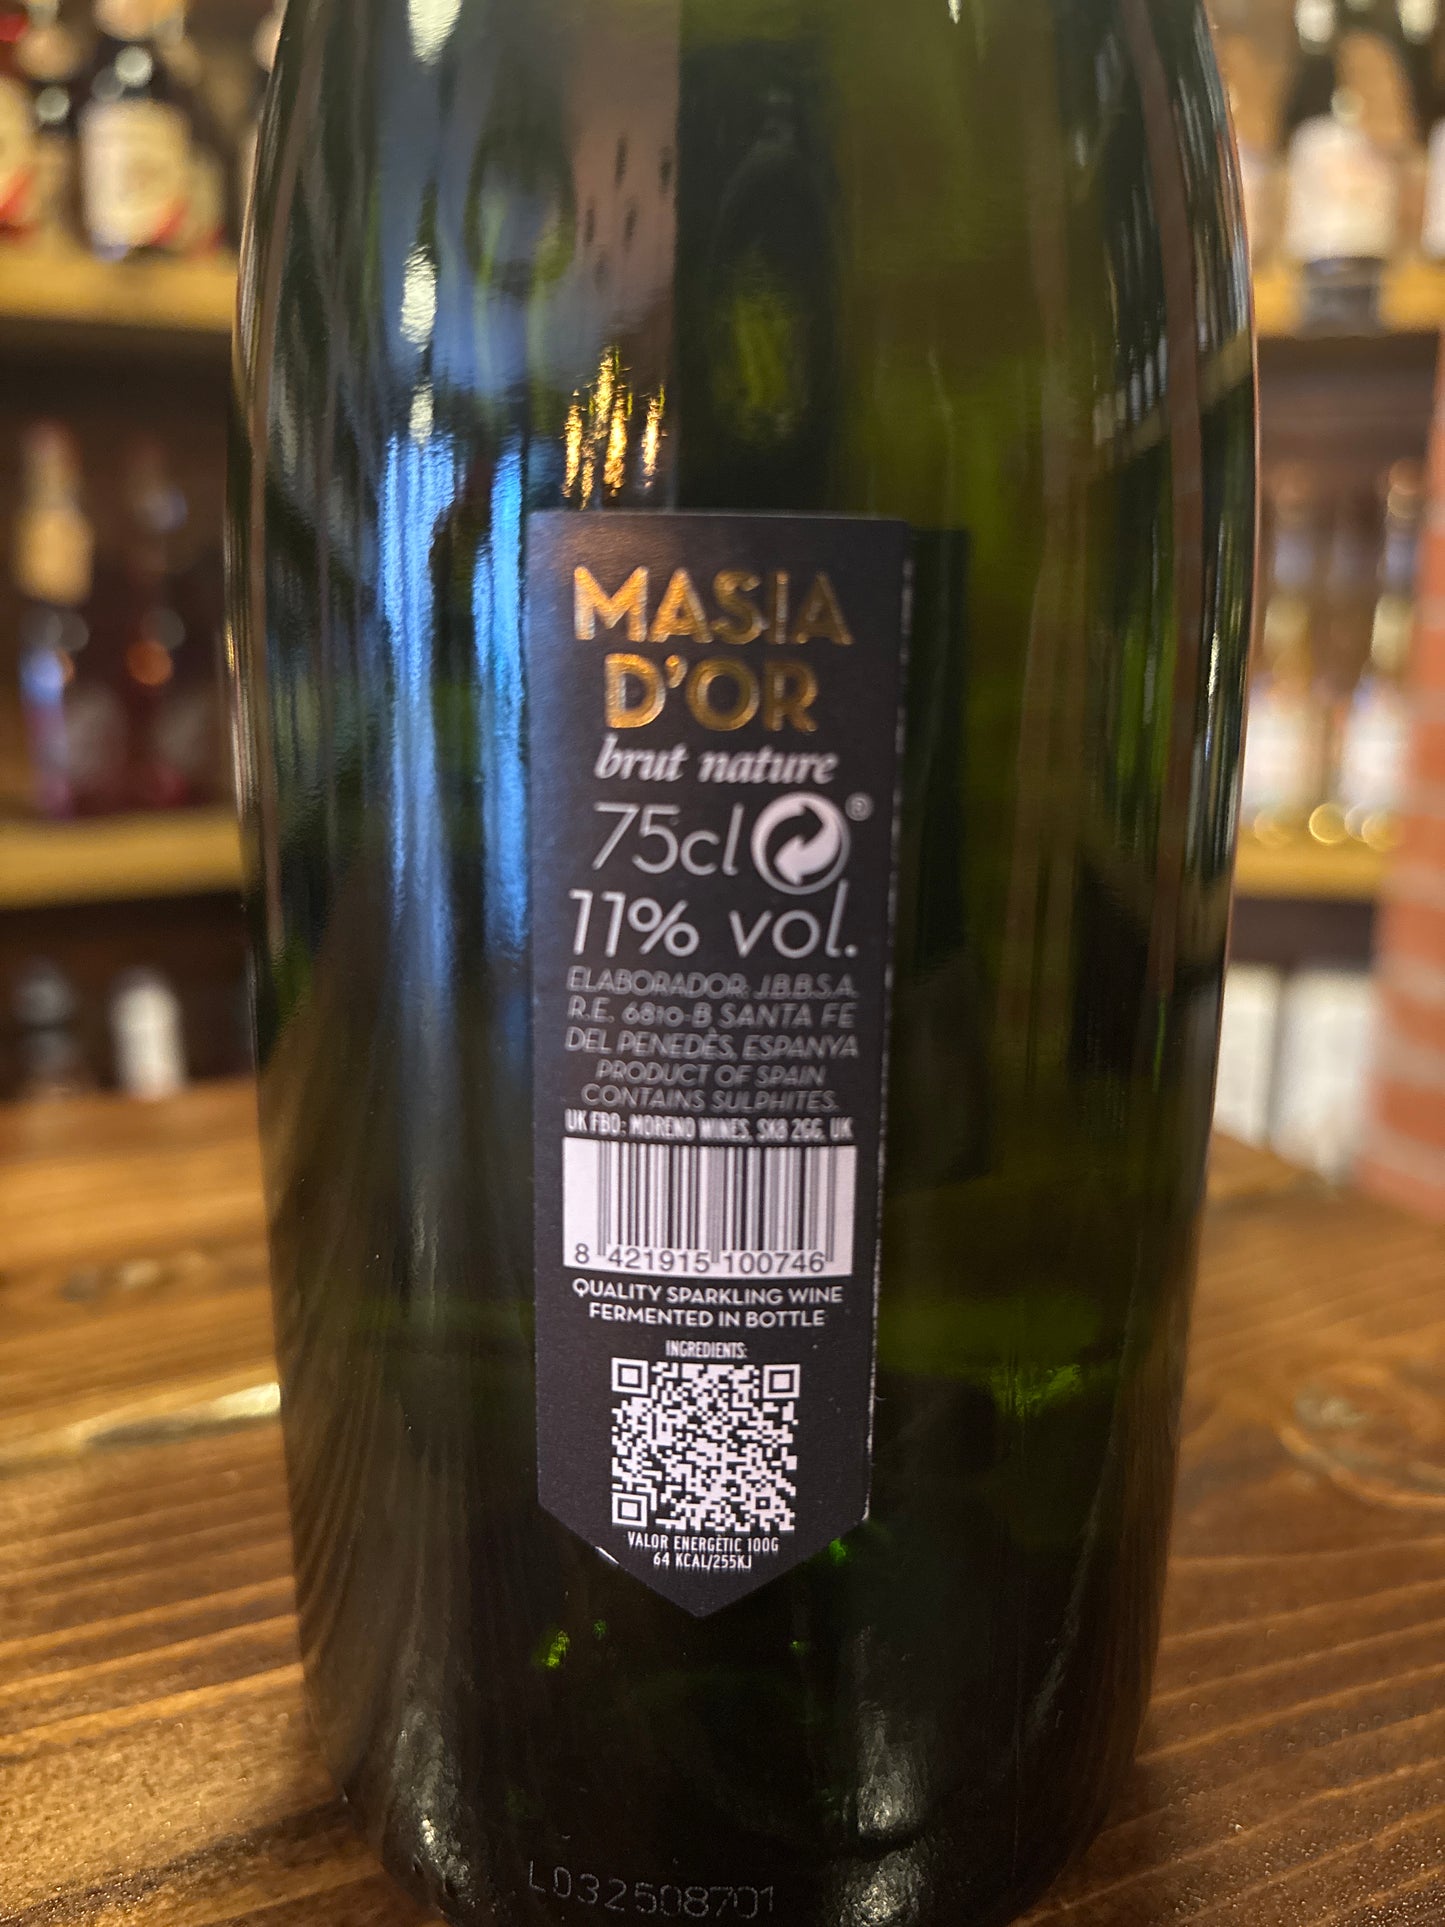 MASIA
D'OR
brut nature
75cl ®
11% vol.
ELABORADOR: J.B.B.S.A.
R.E. 6810-B, SANTA FE
DEL PENEDÈS, ESPANYA
PRODUCT OF SPAIN
CONTAINS SULPHITES.
UK FBO: MORENO WINES, SK8 2GG, UK
8 421915 100746
QUALITY SPARKLING WINE
FERMENTED IN BOTTLE
INGREDIENTS:
VALOR ENERGÈTIC 100G
64 KCAL/255KJ
L032508701